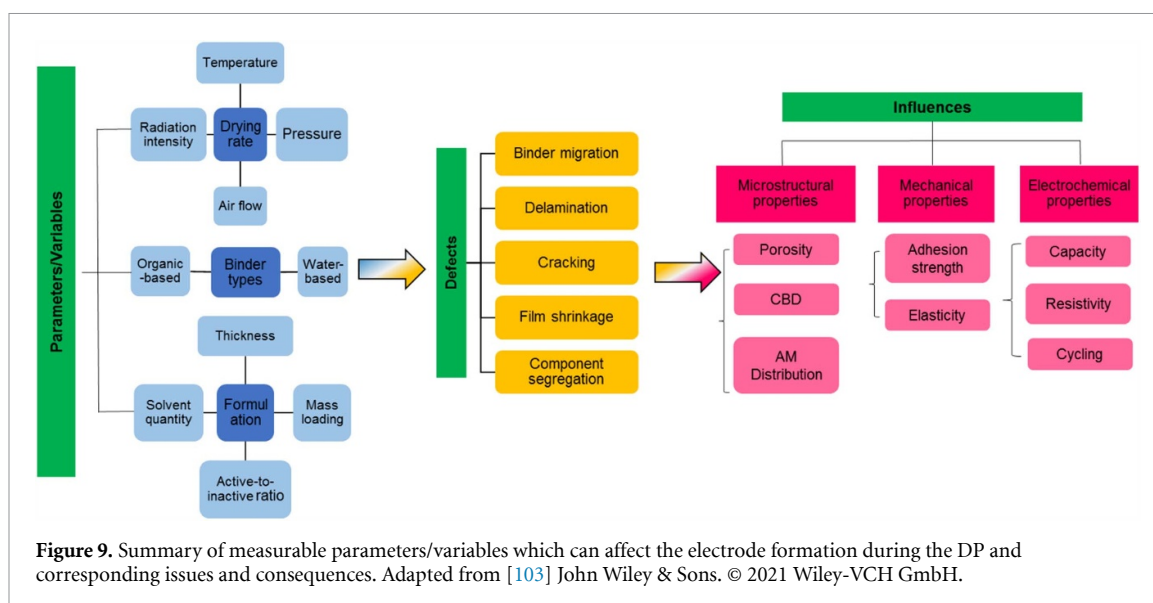 Parameters/Variables
Temperature
Radiation
intensity
Drying
rate
Pressure
Air flow
Organic
-based
Binder
types
Water-
based
Thickness
Solvent
quantity
Formul
ation
Mass
loading
Active-to-
inactive ratio
Defects
Binder migration
Delamination
Cracking
Film shrinkage
Component
segregation
Influences
Microstructural
properties
Porosity
CBD
AM
Distribution
Mechanical
properties
Adhesion
strength
Elasticity
Electrochemical
properties
Capacity
Resistivity
Cycling
Figure 9. Summary of measurable parameters/variables which can affect the electrode formation during the DP and
corresponding issues and consequences. Adapted from [103] John Wiley & Sons. © 2021 Wiley-VCH GmbH.